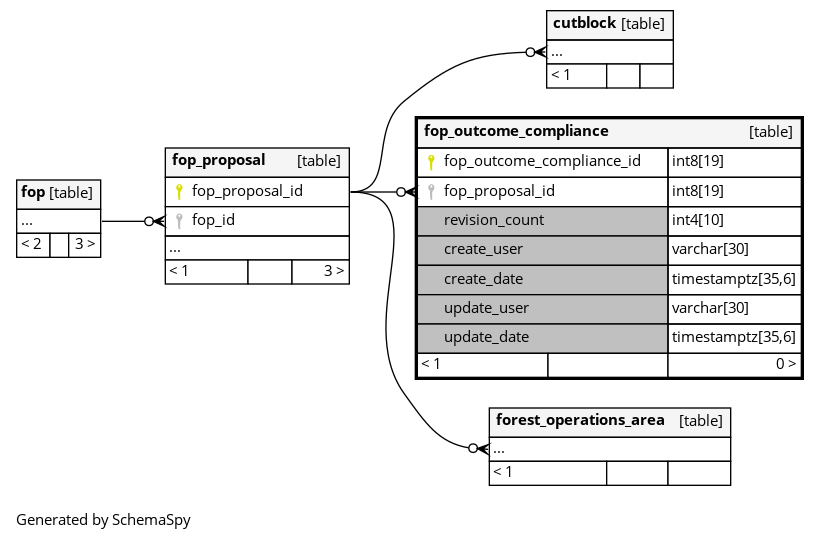 cutblock [table]
...
< 1
fop_outcome_compliance [table]
fop_outcome_compliance_id int8[19]
fop_proposal_id int8[19]
revision_count int4[10]
create_user varchar[30]
create_date timestamptz[35,6]
update_user varchar[30]
update_date timestamptz[35,6]
< 1 0 >
fop_proposal [table]
fop_proposal_id
fop_id
...
< 1 3 >
fop [table]
...
< 2 3 >
forest_operations_area [table]
...
< 1
Generated by SchemaSpy